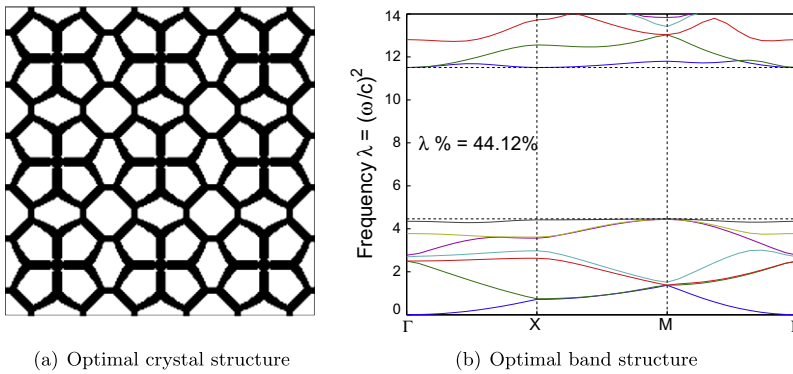 14
12
10
8
6
4
2
0
Frequency λ = (ω/c)²
λ % = 44.12%
Γ X M Γ
(a) Optimal crystal structure
(b) Optimal band structure